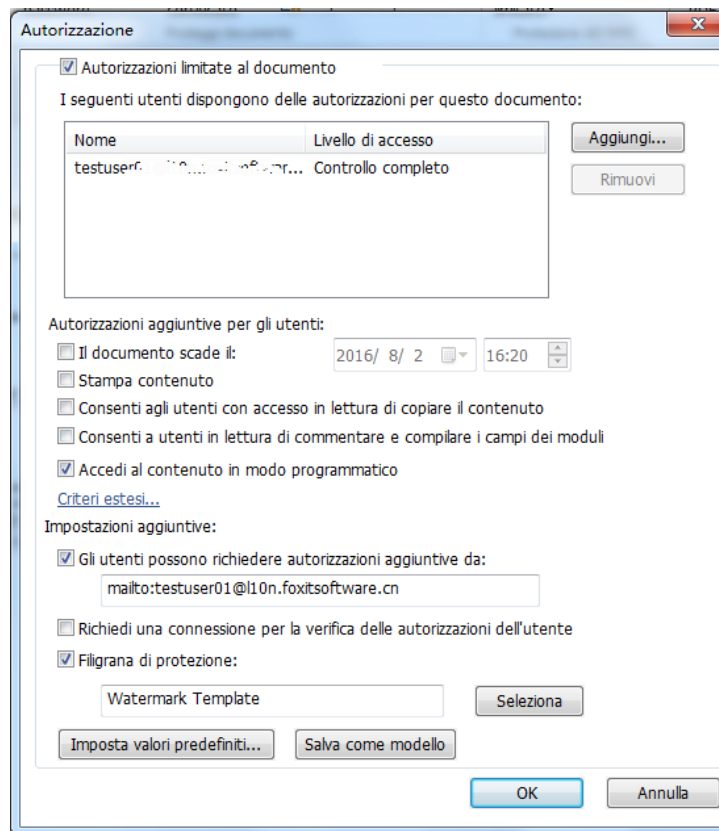 Autorizzazione
Autorizzazioni limitate al documento
I seguenti utenti dispongono delle autorizzazioni per questo documento:
Nome Livello di accesso Aggiungi...
Controllo completo Rimuovi
Autorizzazioni aggiuntive per gli utenti:
Il documento scade il: 2016/ 8/ 2 16:20
Stampa contenuto
Consenti agli utenti con accesso in lettura di copiare il contenuto
Consenti a utenti in lettura di commentare e compilare i campi dei moduli
Accedi al contenuto in modo programmatico
Criteri estesi...
Impostazioni aggiuntive:
Gli utenti possono richiedere autorizzazioni aggiuntive da:
mailto:testuser01@l10n.foxitsoftware.cn
Richiedi una connessione per la verifica delle autorizzazioni dell'utente
Filigrana di protezione:
Watermark Template Seleziona
Imposta valori predefiniti... Salva come modello
OK Annulla